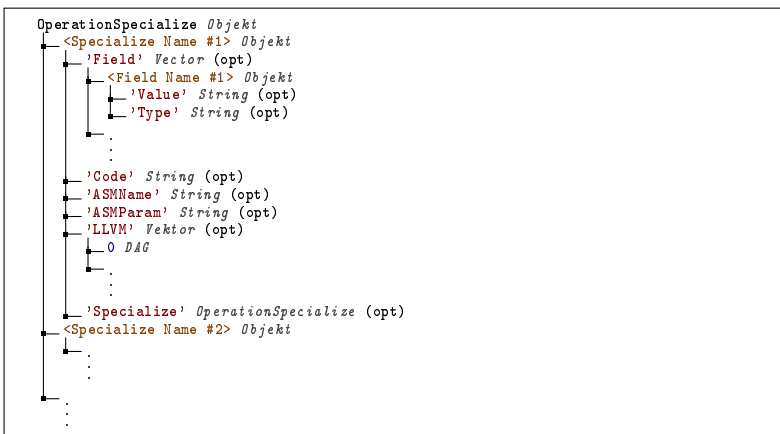 OperationSpecialize Objekt
<Specialize Name #1> Objekt
'Field' Vector (opt)
<Field Name #1> Objekt
'Value' String (opt)
'Type' String (opt)
.
.
.
'Code' String (opt)
'ASMName' String (opt)
'ASMParam' String (opt)
'LLVM' Vektor (opt)
0 DAG
.
.
.
'Specialize' OperationSpecialize (opt)
<Specialize Name #2> Objekt
.
.
.
.
.
.